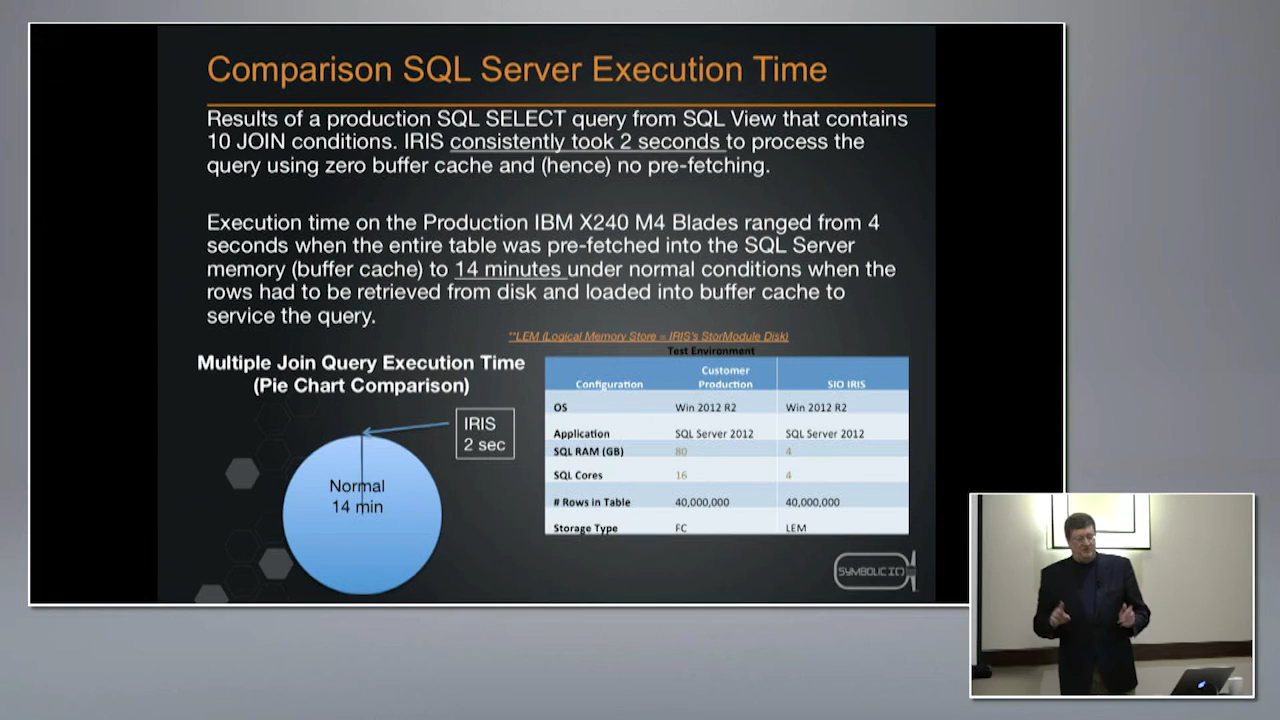 Comparison SQL Server Execution Time
Results of a production SQL SELECT query from SQL View that contains
10 JOIN conditions. IRIS consistently took 2 seconds to process the
query using zero buffer cache and (hence) no pre-fetching.
Execution time on the Production IBM X240 M4 Blades ranged from 4
seconds when the entire table was pre-fetched into the SQL Server
memory (buffer cache) to 14 minutes under normal conditions when the
rows had to be retrieved from disk and loaded into buffer cache to
service the query.
**LEM (Logical Memory Store = IRIS's StorModule Disk)
Multiple Join Query Execution Time
(Pie Chart Comparison)
IRIS
2 sec
Normal
14 min
Test Environment
Configuration Customer Production SIO IRIS
OS Win 2012 R2 Win 2012 R2
Application SQL Server 2012 SQL Server 2012
SQL RAM (GB) 80 4
SQL Cores 16 4
# Rows in Table 40,000,000 40,000,000
Storage Type FC LEM
SYMBOLIC IO